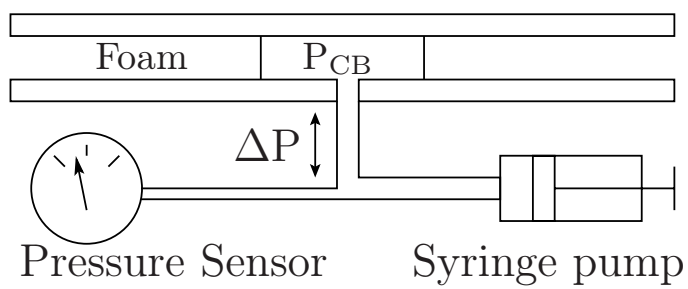 Foam
P_CB
ΔP
Pressure Sensor
Syringe pump